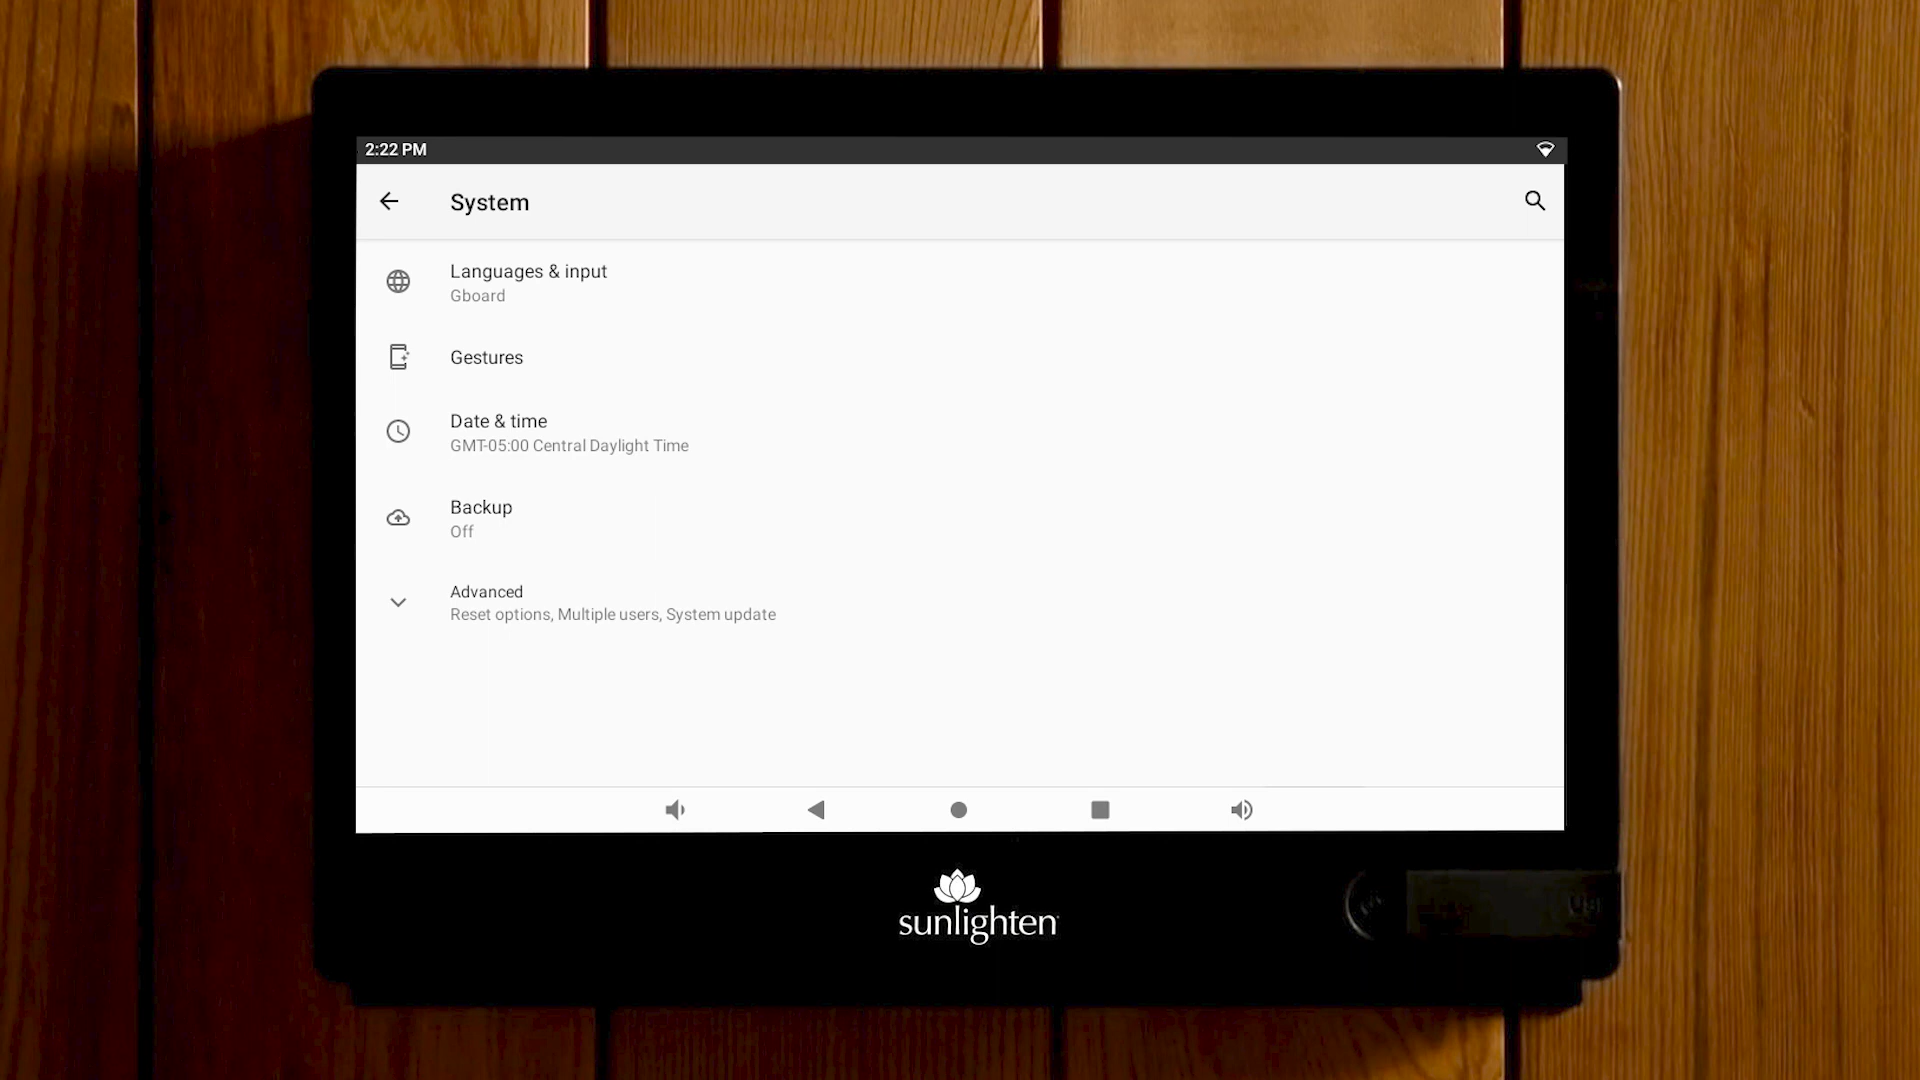 2:22 PM
System
Languages & input
Gboard
Gestures
Date & time
GMT-05:00 Central Daylight Time
Backup
Off
Advanced
Reset options, Multiple users, System update
sunlighten